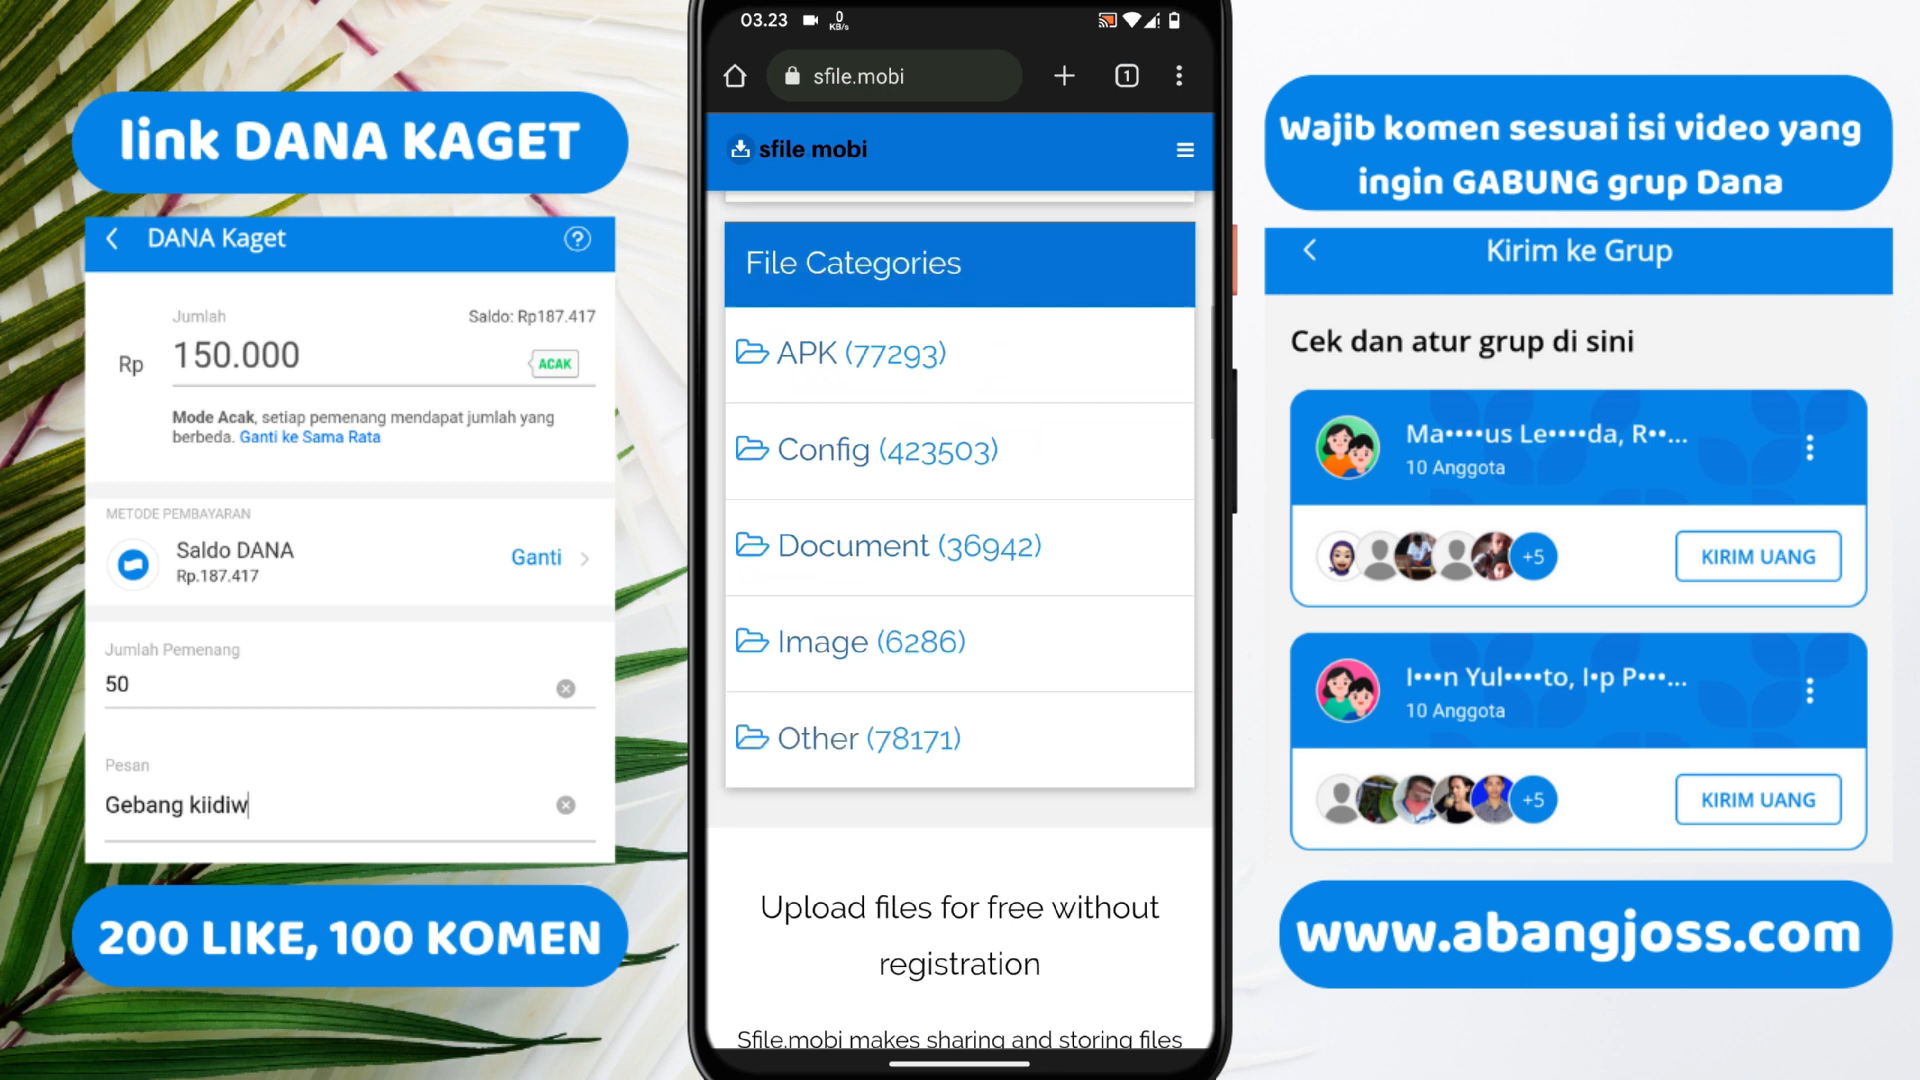 link DANA KAGET
DANA Kaget
?
Jumlah
Saldo: Rp187.417
Rp
150.000
ACAK
Mode Acak, setiap pemenang mendapat jumlah yang
berbeda. Ganti ke Sama Rata
METODE PEMBAYARAN
Saldo DANA
Rp.187.417
Ganti
Jumlah Pemenang
50
Pesan
Gebang kiidiw
200 LIKE, 100 KOMEN
03.23
0
KB/s
sfile.mobi
1
sfile mobi
File Categories
APK (77293)
Config (423503)
Document (36942)
Image (6286)
Other (78171)
Upload files for free without
registration
Sfile.mobi makes sharing and storing files
Wajib komen sesuai isi video yang
ingin GABUNG grup Dana
Kirim ke Grup
Cek dan atur grup di sini
Ma••••us Le••••da, R••...
10 Anggota
+5
KIRIM UANG
I•••n Yul••••to, I•p P•••...
10 Anggota
+5
KIRIM UANG
www.abangjoss.com